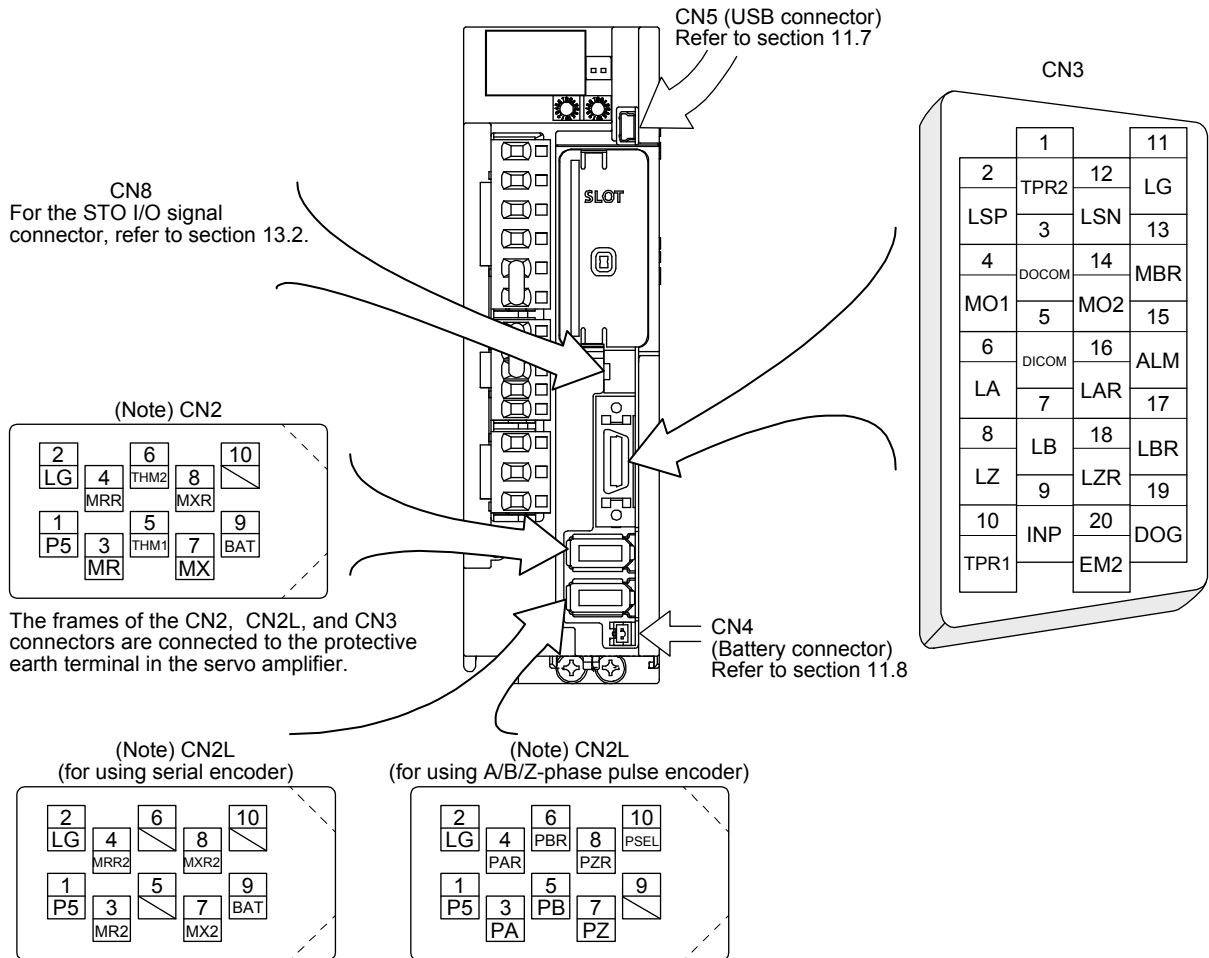 CN5 (USB connector)
Refer to section 11.7
CN8
For the STO I/O signal
connector, refer to section 13.2.
SLOT
CN3
1 11
2 TPR2 12 LG
LSP 3 LSN 13
4 DOCOM 14 MBR
MO1 5 MO2 15
6 DICOM 16 ALM
LA 7 LAR 17
8 LB 18 LBR
LZ 9 LZR 19
10 INP 20 DOG
TPR1 EM2
(Note) CN2
2 6 10
LG 4 THM2 8
MRR MXR
1 5 9
P5 3 THM1 7 BAT
MR MX
The frames of the CN2, CN2L, and CN3
connectors are connected to the protective
earth terminal in the servo amplifier.
CN4
(Battery connector)
Refer to section 11.8
(Note) CN2L
(for using serial encoder)
2 6 10
LG 4 8
MRR2 MXR2
1 5 9
P5 3 7 BAT
MR2 MX2
(Note) CN2L
(for using A/B/Z-phase pulse encoder)
2 6 10
LG 4 PBR 8 PSEL
PAR PZR
1 5 9
P5 3 PB 7
PA PZ